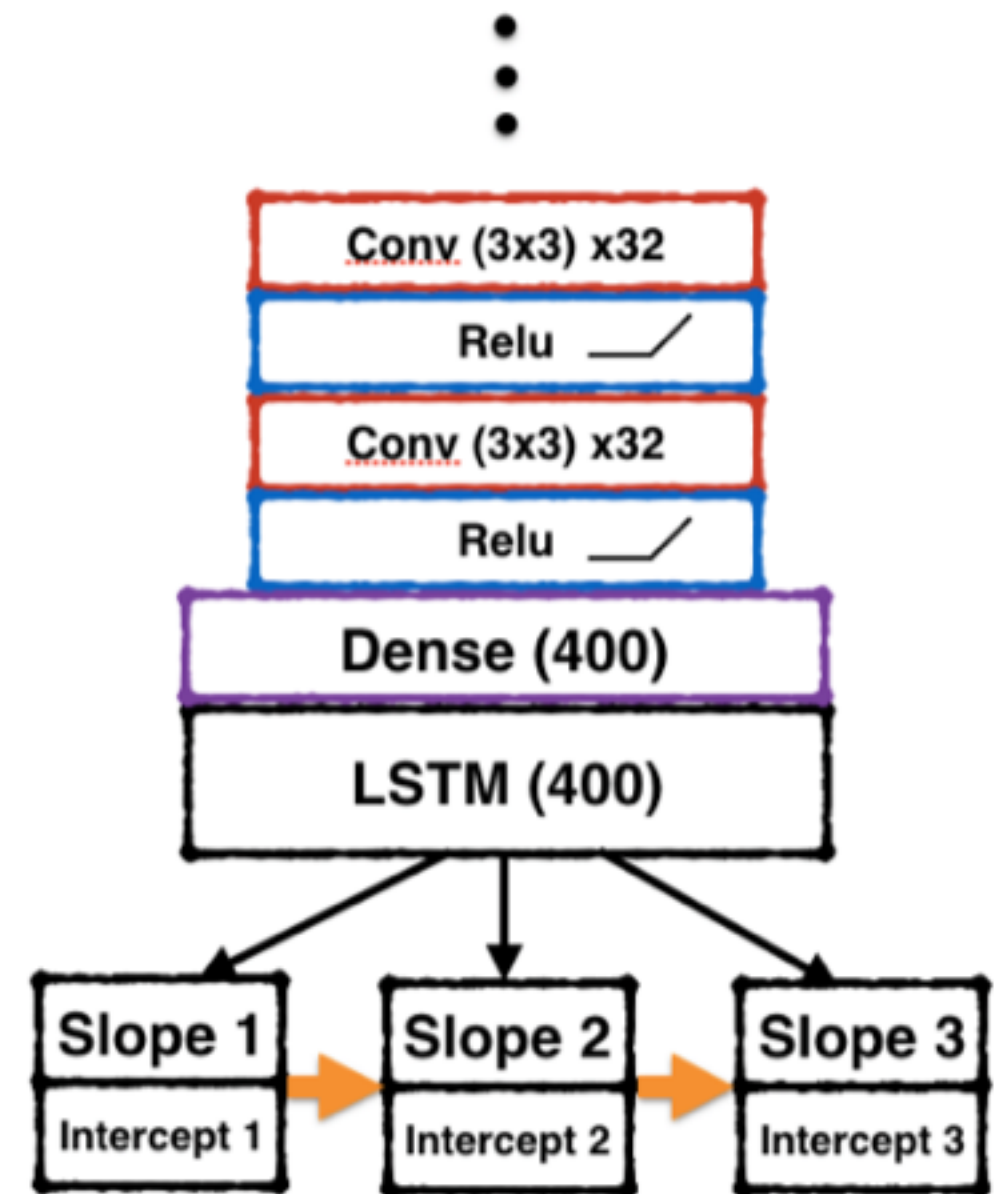 Conv (3x3) x32
Relu
Conv (3x3) x32
Relu
Dense (400)
LSTM (400)
Slope 1
Intercept 1
Slope 2
Intercept 2
Slope 3
Intercept 3